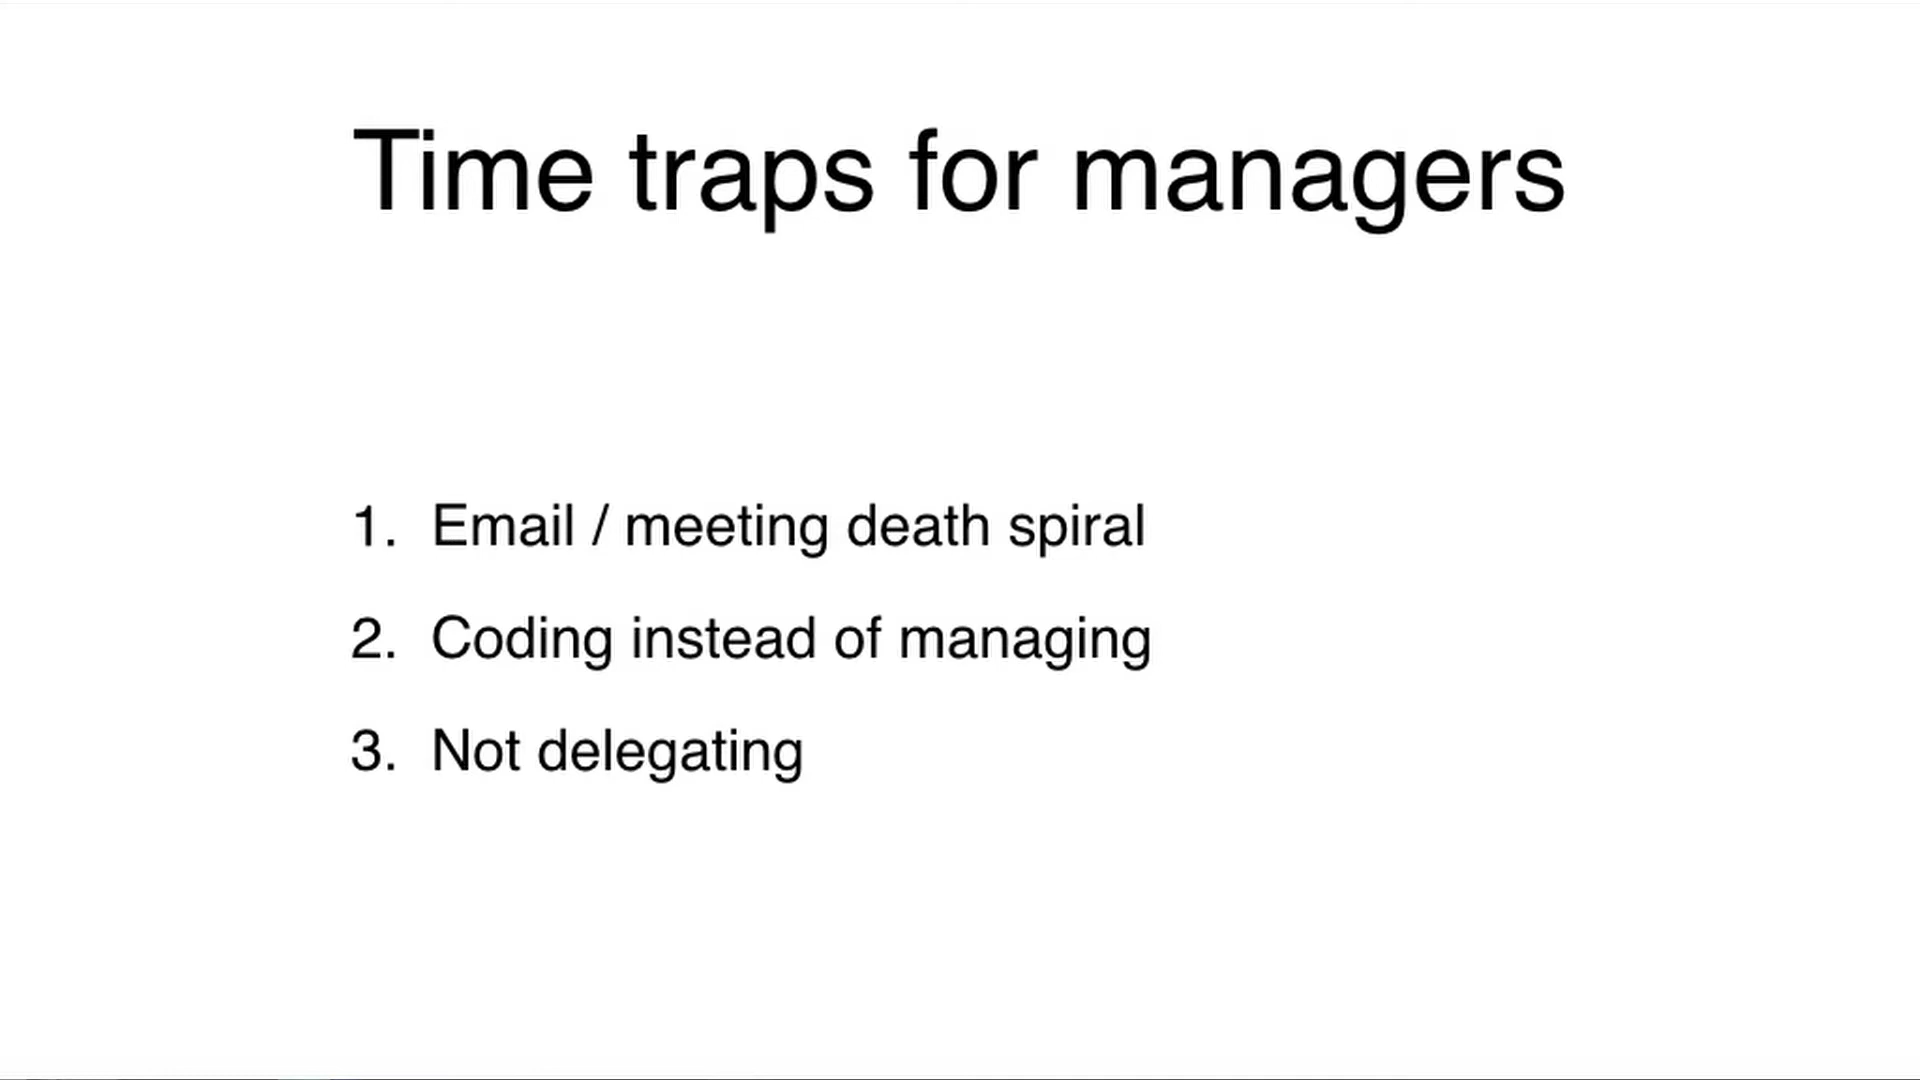 Time traps for managers
1. Email / meeting death spiral
2. Coding instead of managing
3. Not delegating